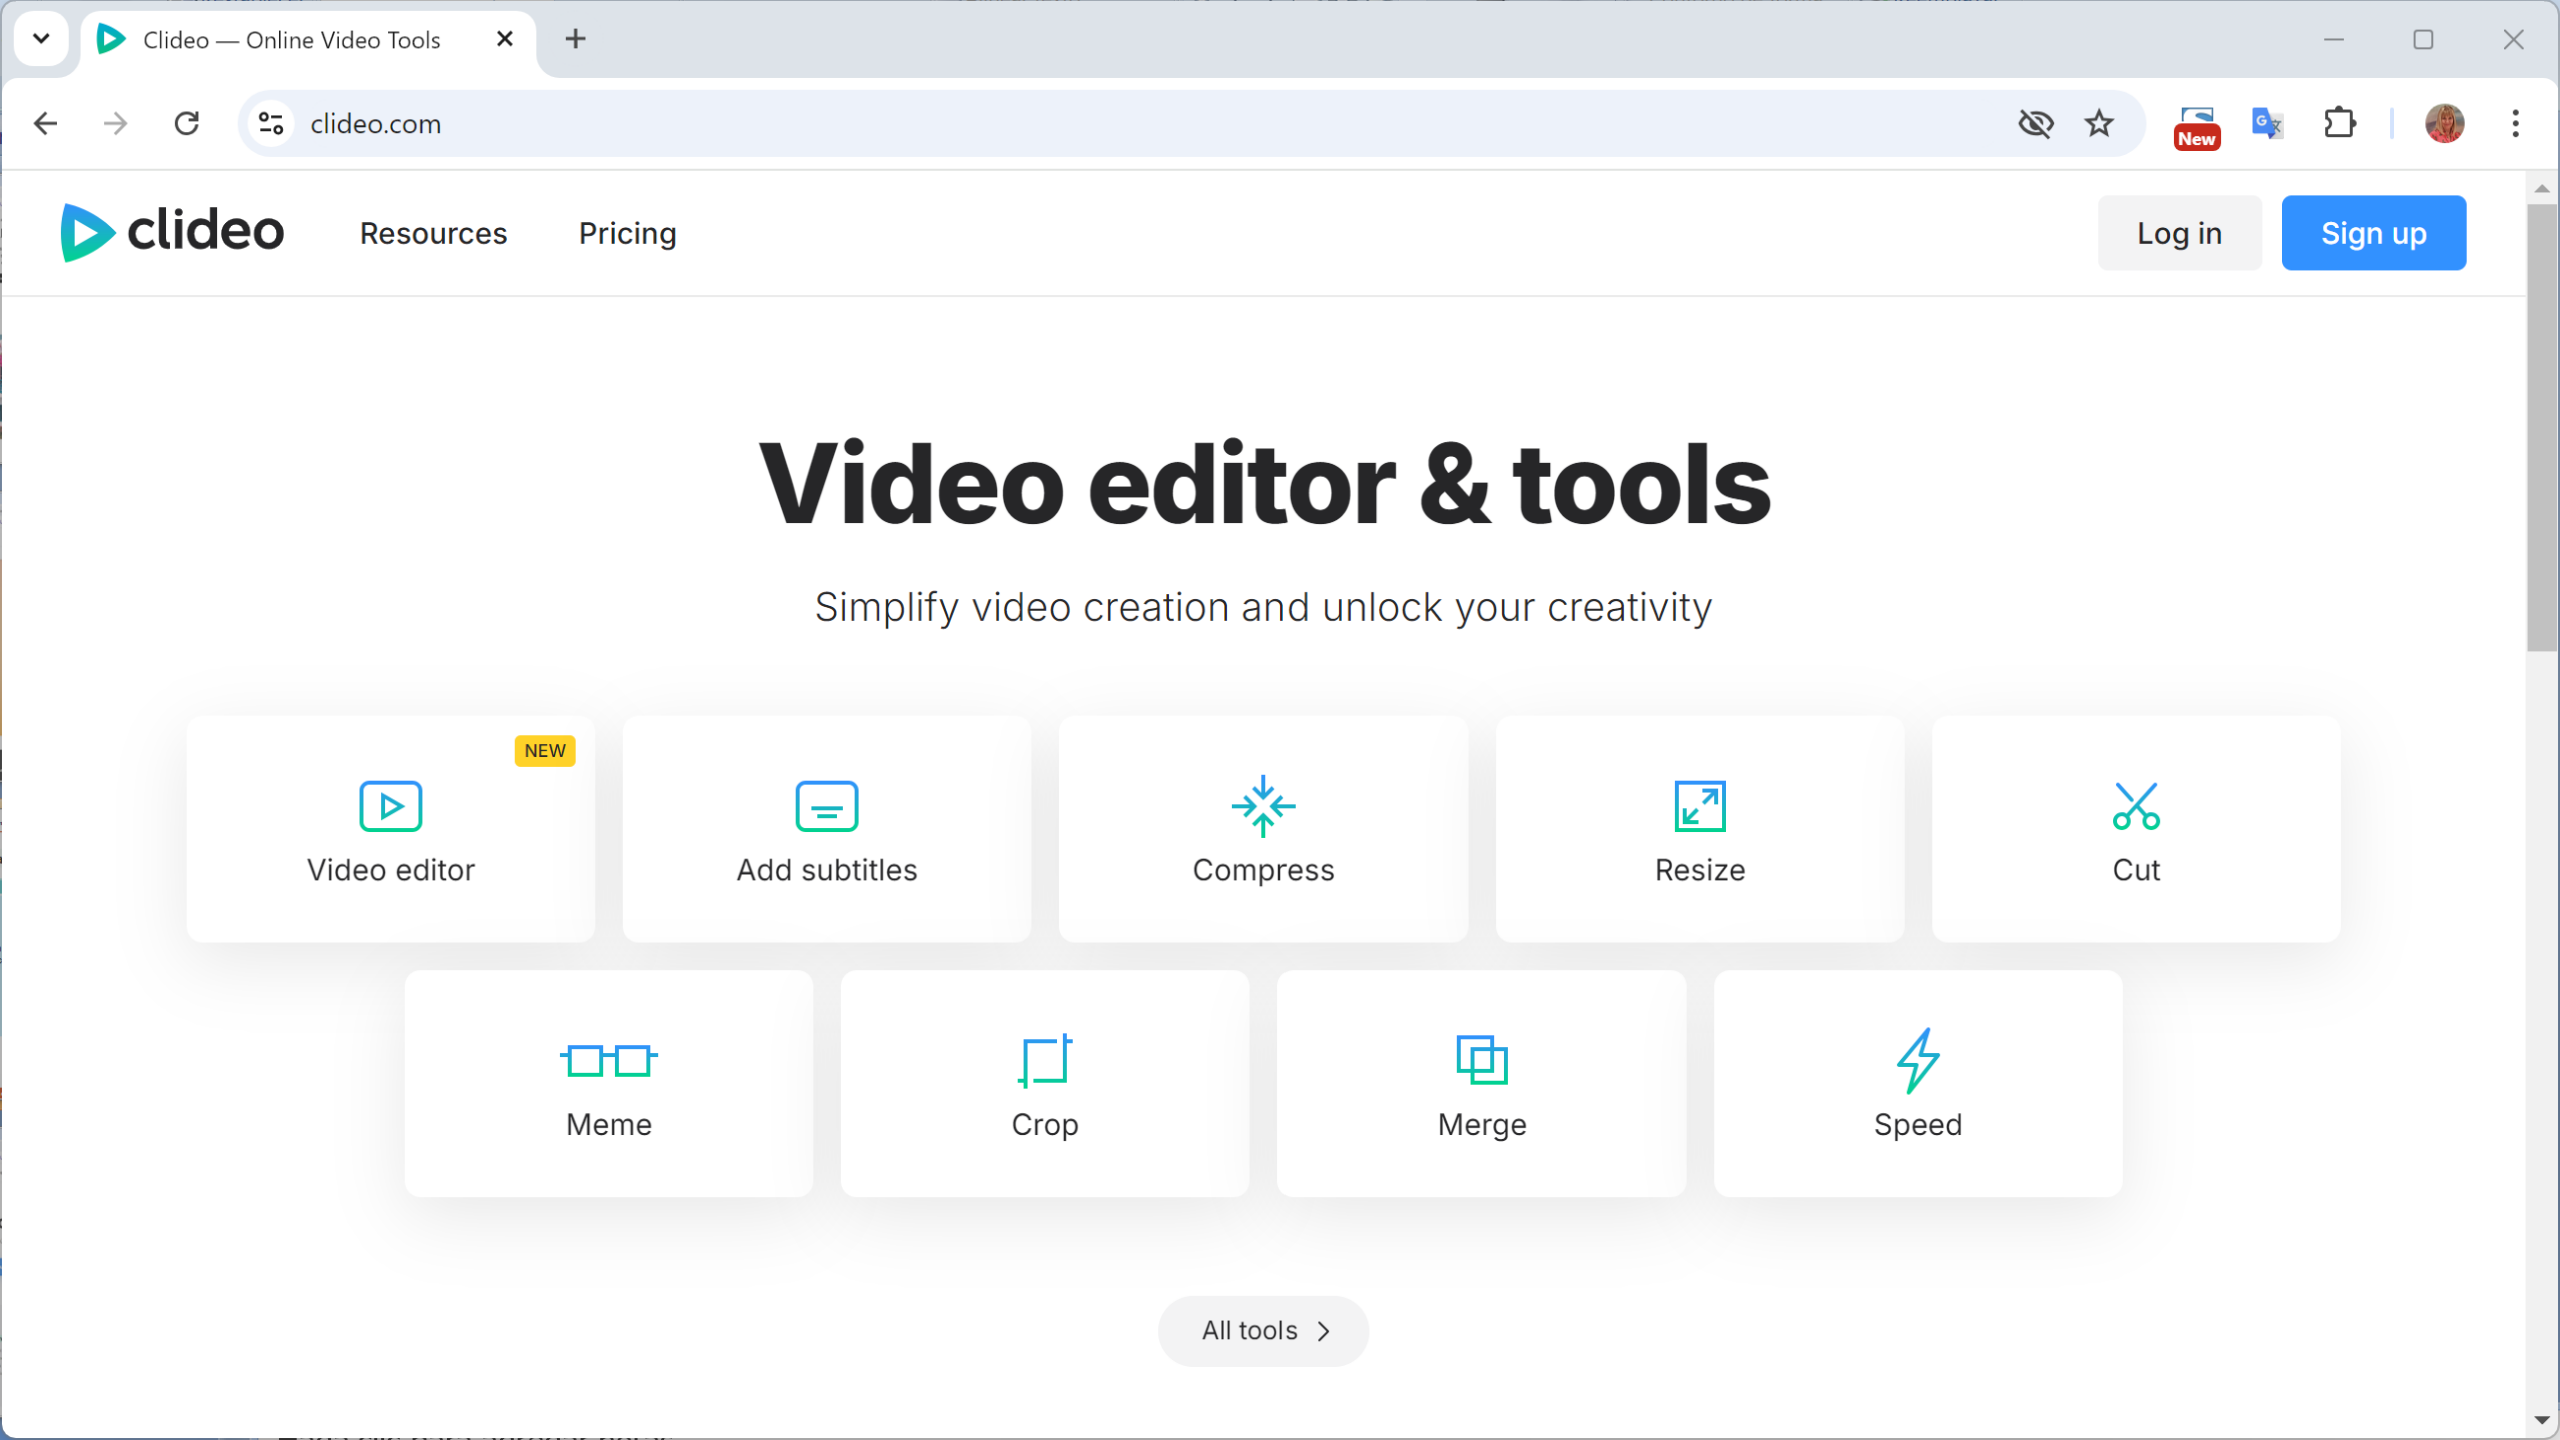 Clideo — Online Video Tools
clideo.com
New
clideo
Resources
Pricing
Log in
Sign up
Video editor & tools
Simplify video creation and unlock your creativity
NEW
Video editor
Add subtitles
Compress
Resize
Cut
Meme
Crop
Merge
Speed
All tools